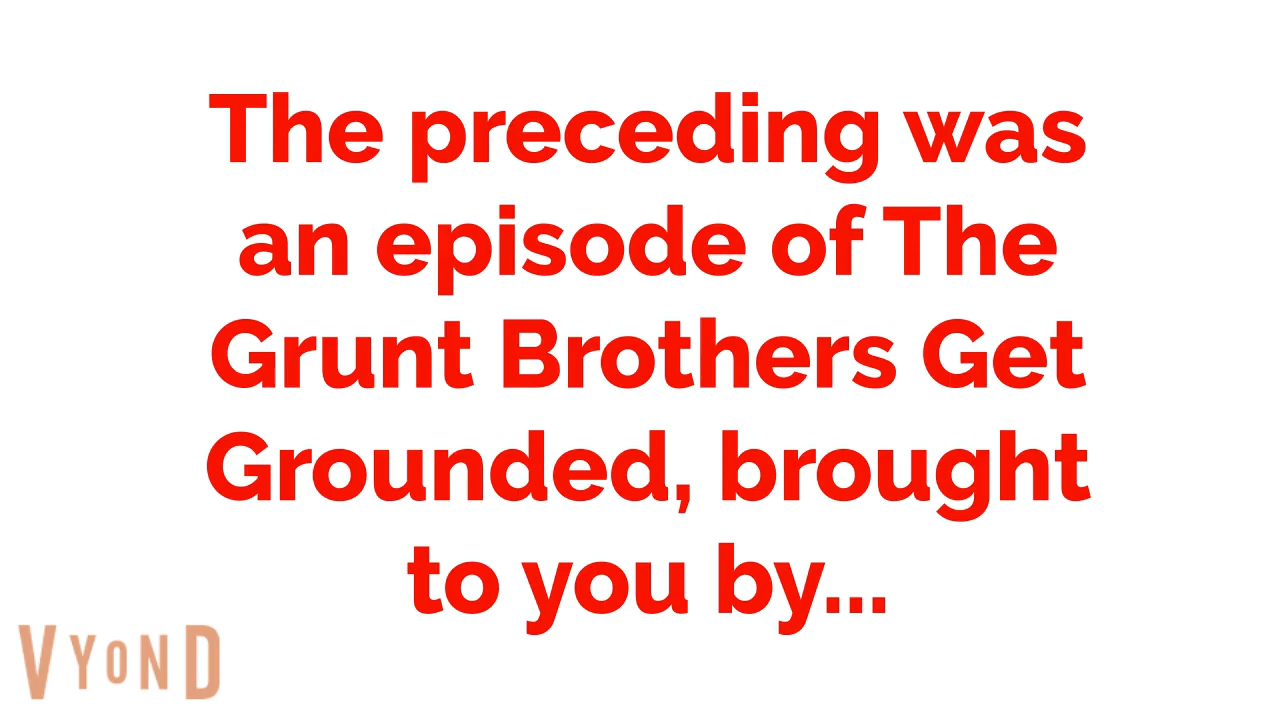 The preceding was
an episode of The
Grunt Brothers Get
Grounded, brought
to you by...
VYOND